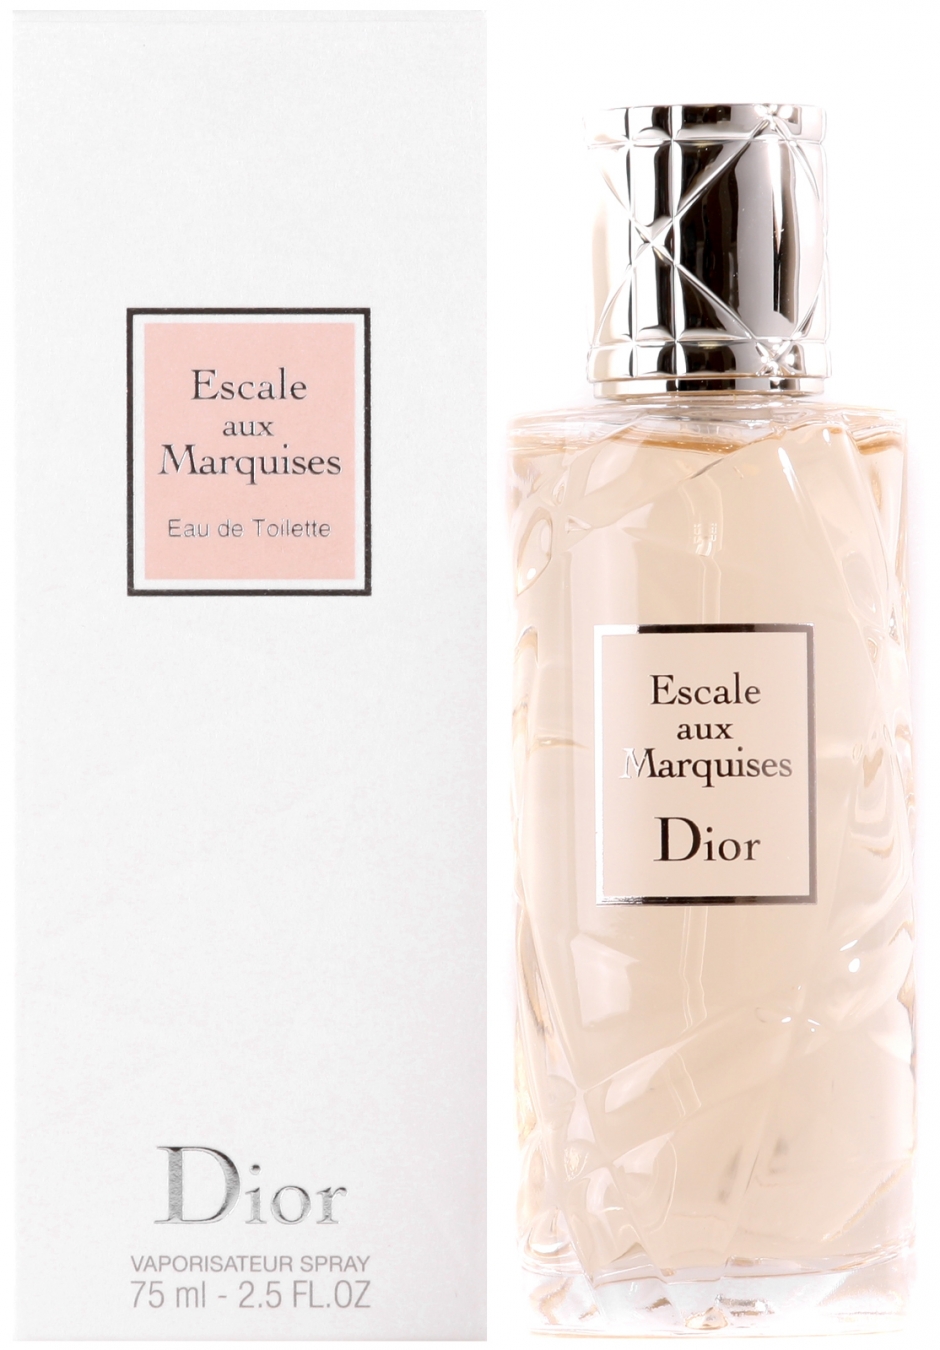 Escale
aux
Marquises
Eau de Toilette
Dior
VAPORISATEUR SPRAY
75 ml - 2.5 FL.OZ
Escale
aux
Marquises
Dior